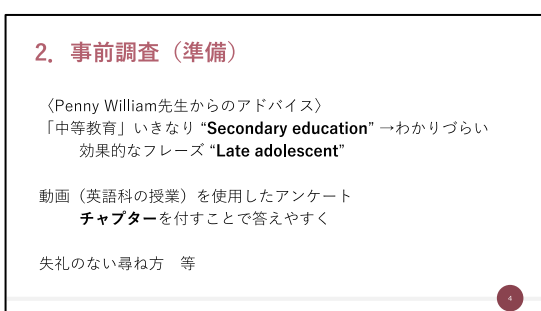 2．事前調査（準備）
〈Penny William先生からのアドバイス〉
「中等教育」いきなり “Secondary education” →わかりづらい
効果的なフレーズ “Late adolescent”
動画（英語科の授業）を使用したアンケート
チャプターを付すことで答えやすく
失礼のない尋ね方　等
4